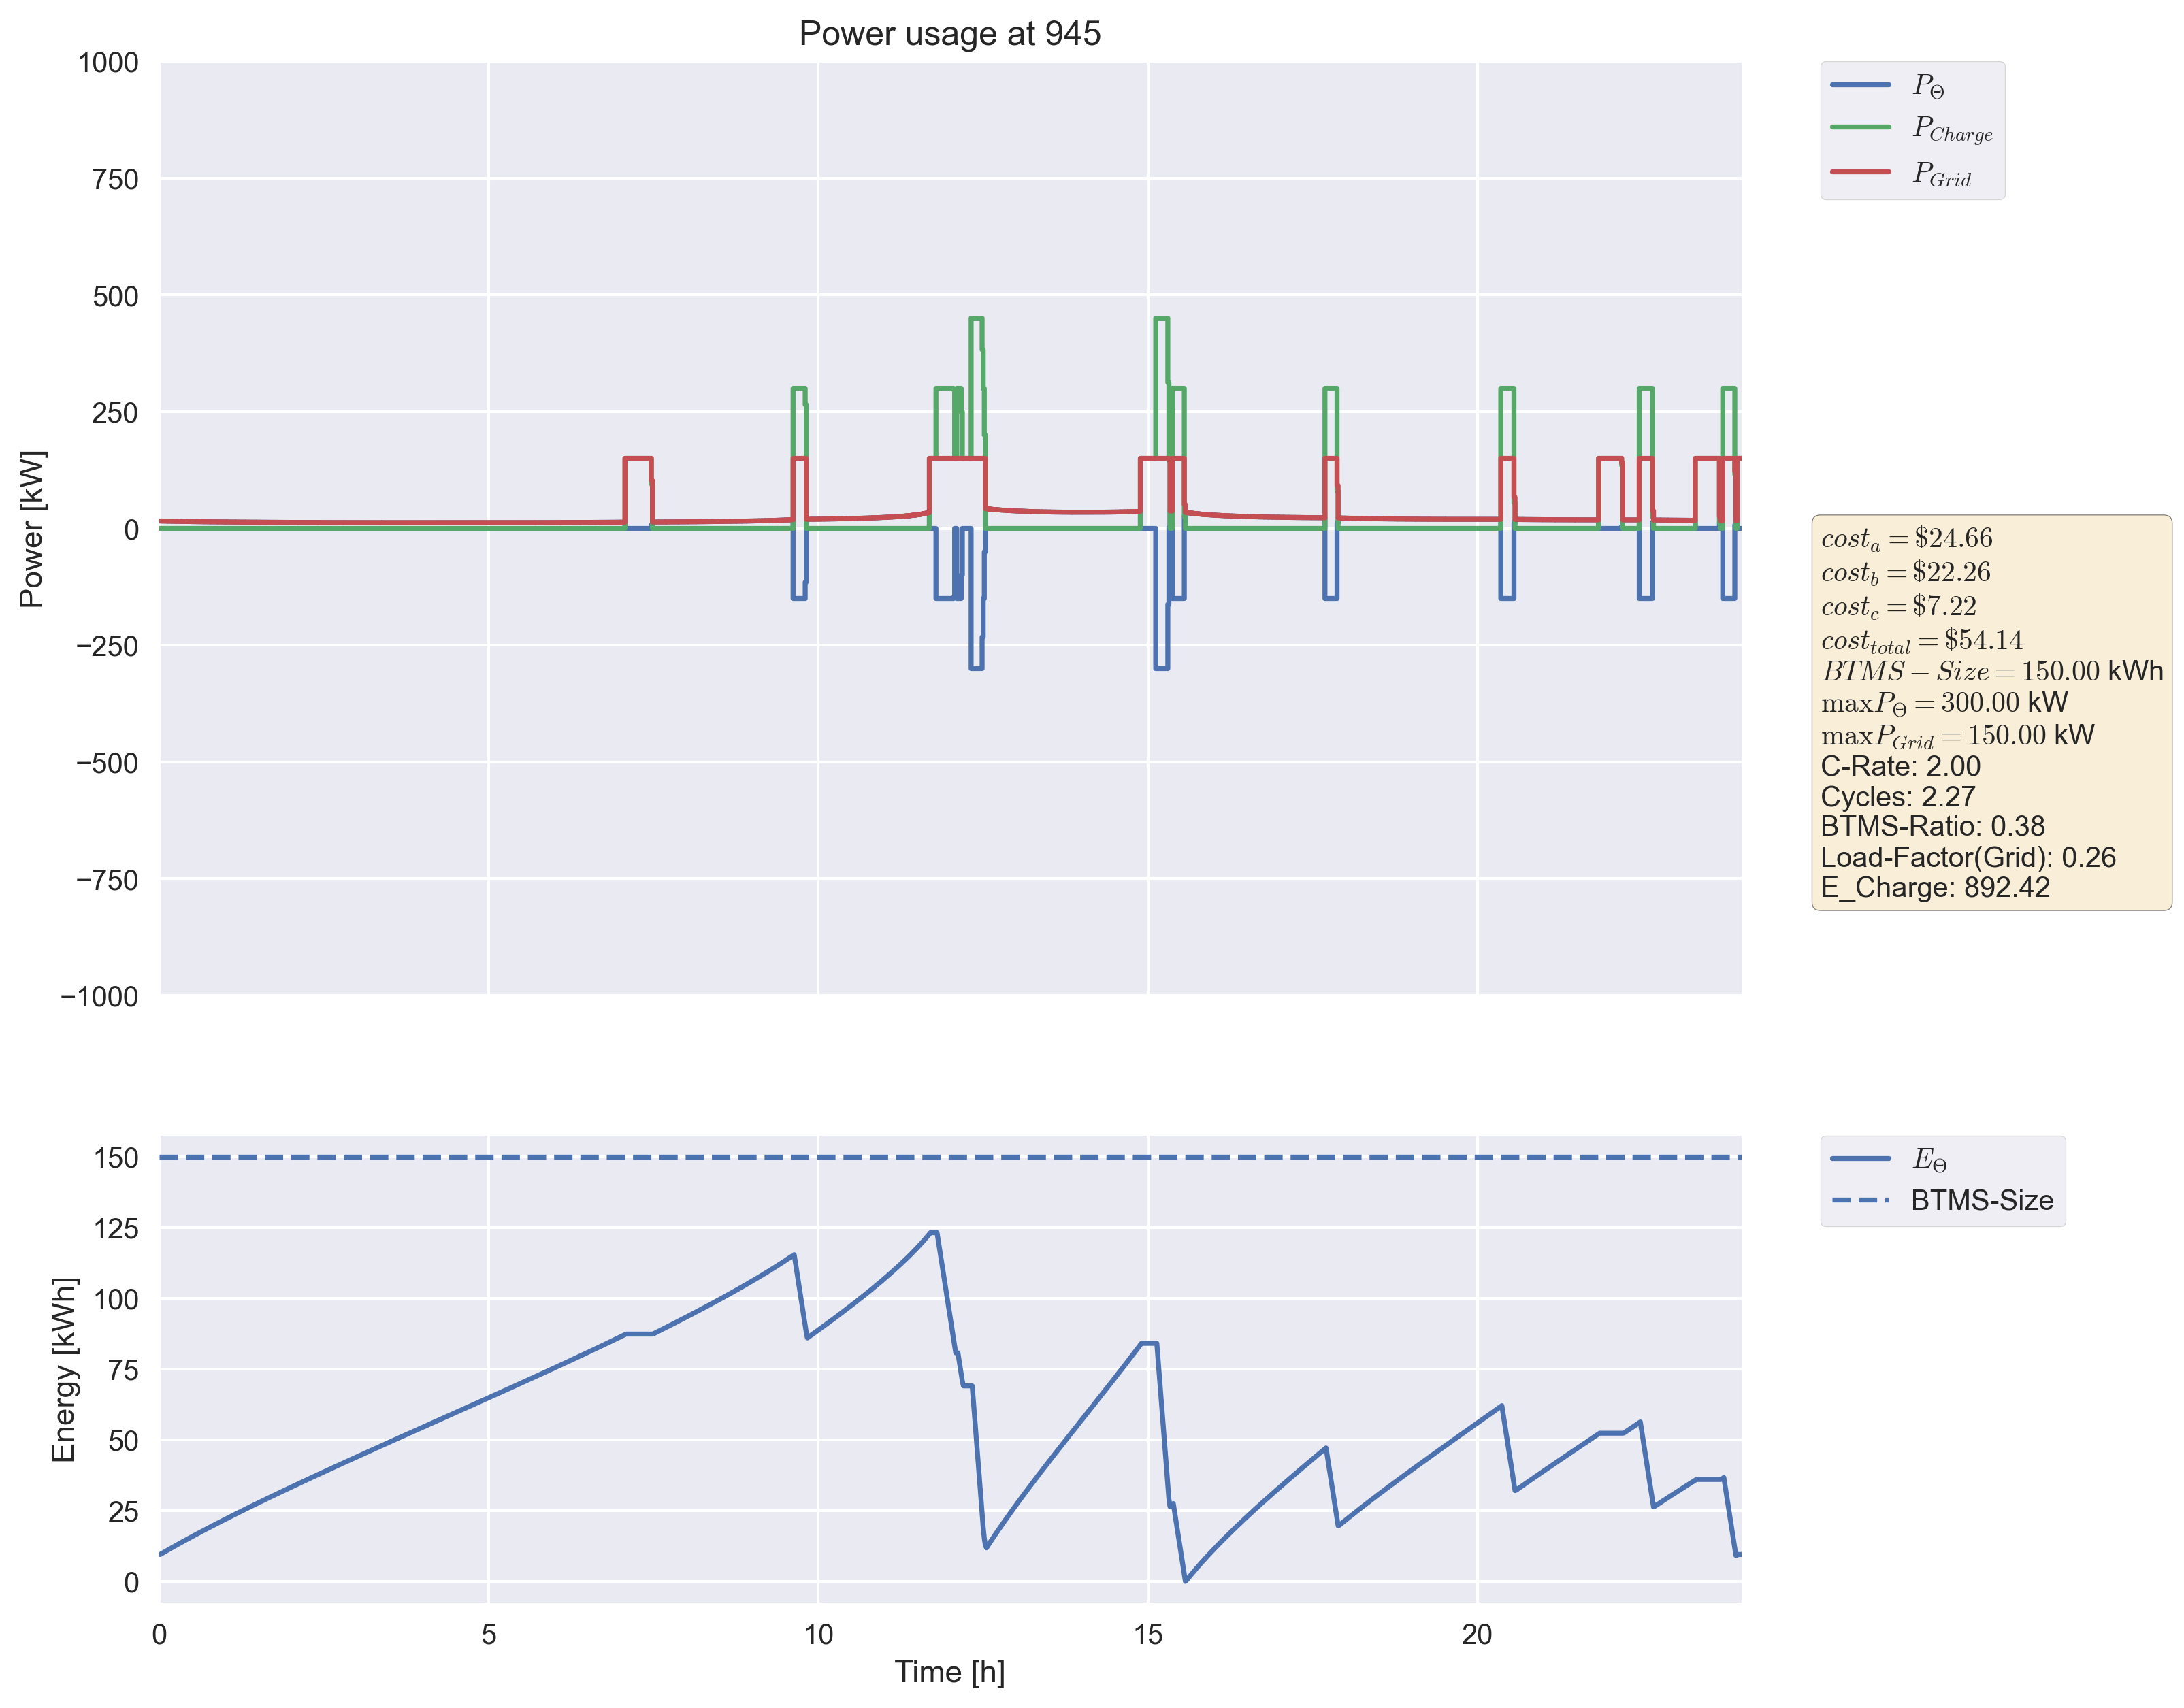 Power usage at 945
1000
750
500
250
0
−250
−500
−750
−1000
Power [kW]
P_Θ
P_Charge
P_Grid
cost_a = $24.66
cost_b = $22.26
cost_c = $7.22
cost_total = $54.14
BTMS − Size = 150.00 kWh
maxP_Θ = 300.00 kW
maxP_Grid = 150.00 kW
C-Rate: 2.00
Cycles: 2.27
BTMS-Ratio: 0.38
Load-Factor(Grid): 0.26
E_Charge: 892.42
150
125
100
75
50
25
0
Energy [kWh]
E_Θ
BTMS-Size
0 5 10 15 20
Time [h]